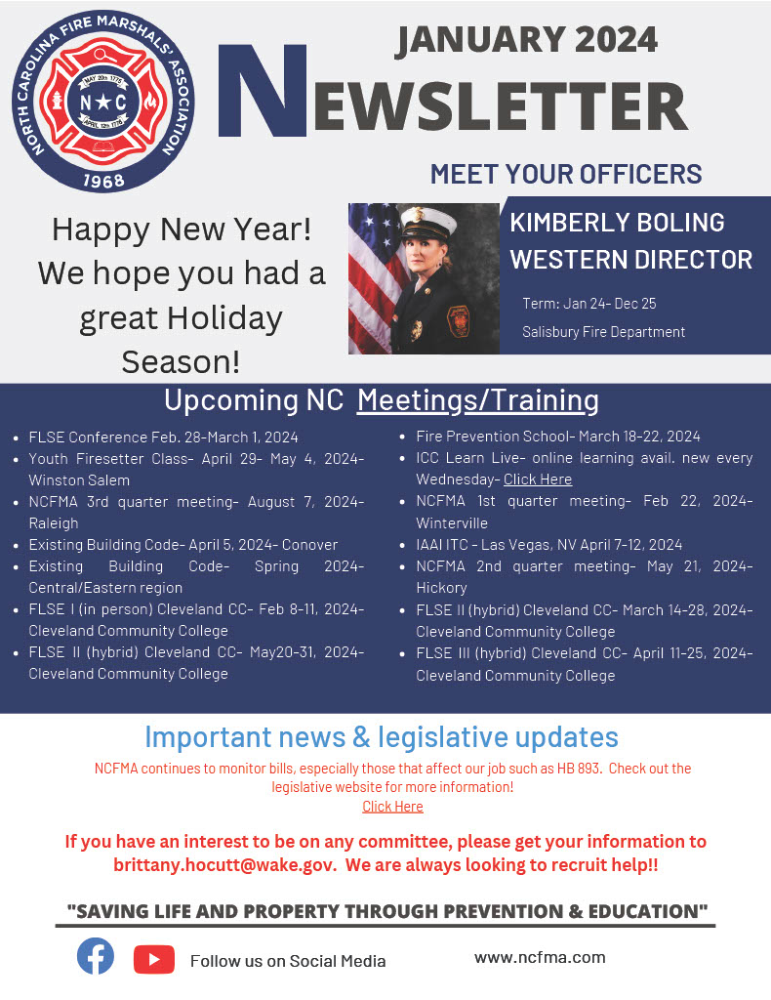 NORTH CAROLINA FIRE MARSHALS' ASSOCIATION
MAY 20th 1775
N C
APRIL 12th 1776
1968
JANUARY 2024
NEWSLETTER
MEET YOUR OFFICERS
Happy New Year!
We hope you had a
great Holiday
Season!
KIMBERLY BOLING
WESTERN DIRECTOR
Term: Jan 24- Dec 25
Salisbury Fire Department
Upcoming NC Meetings/Training
• FLSE Conference Feb. 28-March 1, 2024
• Youth Firesetter Class- April 29- May 4, 2024-
Winston Salem
• NCFMA 3rd quarter meeting- August 7, 2024-
Raleigh
• Existing Building Code- April 5, 2024- Conover
• Existing Building Code- Spring 2024-
Central/Eastern region
• FLSE I (in person) Cleveland CC- Feb 8-11, 2024-
Cleveland Community College
• FLSE II (hybrid) Cleveland CC- May20-31, 2024-
Cleveland Community College
• Fire Prevention School- March 18-22, 2024
• ICC Learn Live- online learning avail. new every
Wednesday- Click Here
• NCFMA 1st quarter meeting- Feb 22, 2024-
Winterville
• IAAI ITC - Las Vegas, NV April 7-12, 2024
• NCFMA 2nd quarter meeting- May 21, 2024-
Hickory
• FLSE II (hybrid) Cleveland CC- March 14-28, 2024-
Cleveland Community College
• FLSE III (hybrid) Cleveland CC- April 11-25, 2024-
Cleveland Community College
Important news & legislative updates
NCFMA continues to monitor bills, especially those that affect our job such as HB 893. Check out the
legislative website for more information!
Click Here
If you have an interest to be on any committee, please get your information to
brittany.hocutt@wake.gov. We are always looking to recruit help!!
"SAVING LIFE AND PROPERTY THROUGH PREVENTION & EDUCATION"
Follow us on Social Media
www.ncfma.com